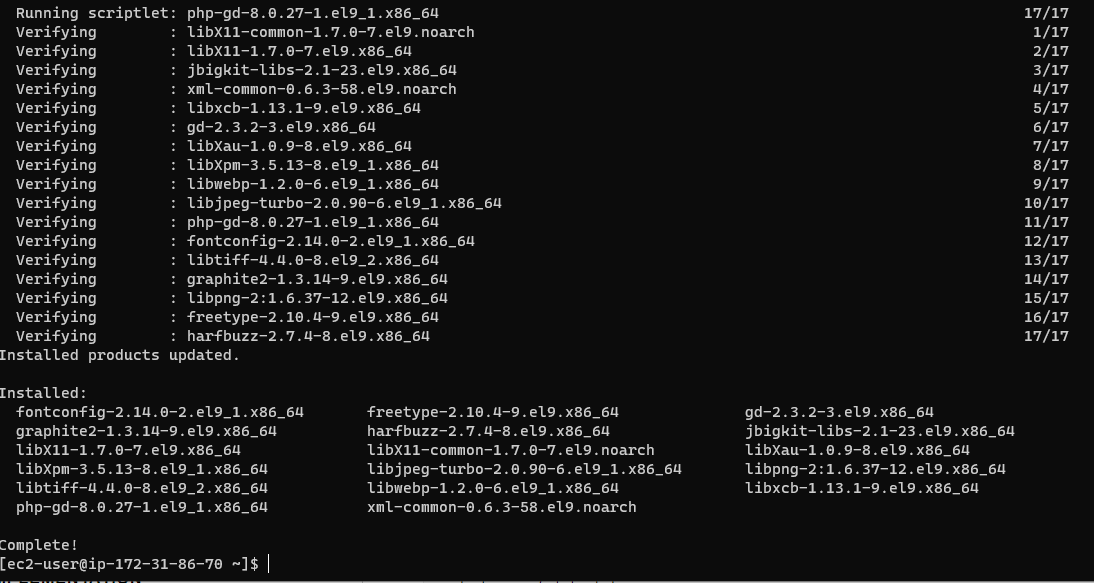 Running scriptlet: php-gd-8.0.27-1.el9_1.x86_64 17/17
Verifying : libX11-common-1.7.0-7.el9.noarch 1/17
Verifying : libX11-1.7.0-7.el9.x86_64 2/17
Verifying : jbigkit-libs-2.1-23.el9.x86_64 3/17
Verifying : xml-common-0.6.3-58.el9.noarch 4/17
Verifying : libxcb-1.13.1-9.el9.x86_64 5/17
Verifying : gd-2.3.2-3.el9.x86_64 6/17
Verifying : libXau-1.0.9-8.el9.x86_64 7/17
Verifying : libXpm-3.5.13-8.el9_1.x86_64 8/17
Verifying : libwebp-1.2.0-6.el9_1.x86_64 9/17
Verifying : libjpeg-turbo-2.0.90-6.el9_1.x86_64 10/17
Verifying : php-gd-8.0.27-1.el9_1.x86_64 11/17
Verifying : fontconfig-2.14.0-2.el9_1.x86_64 12/17
Verifying : libtiff-4.4.0-8.el9_2.x86_64 13/17
Verifying : graphite2-1.3.14-9.el9.x86_64 14/17
Verifying : libpng-2:1.6.37-12.el9.x86_64 15/17
Verifying : freetype-2.10.4-9.el9.x86_64 16/17
Verifying : harfbuzz-2.7.4-8.el9.x86_64 17/17
Installed products updated.
Installed:
fontconfig-2.14.0-2.el9_1.x86_64 freetype-2.10.4-9.el9.x86_64 gd-2.3.2-3.el9.x86_64
graphite2-1.3.14-9.el9.x86_64 harfbuzz-2.7.4-8.el9.x86_64 jbigkit-libs-2.1-23.el9.x86_64
libX11-1.7.0-7.el9.x86_64 libX11-common-1.7.0-7.el9.noarch libXau-1.0.9-8.el9.x86_64
libXpm-3.5.13-8.el9_1.x86_64 libjpeg-turbo-2.0.90-6.el9_1.x86_64 libpng-2:1.6.37-12.el9.x86_64
libtiff-4.4.0-8.el9_2.x86_64 libwebp-1.2.0-6.el9_1.x86_64 libxcb-1.13.1-9.el9.x86_64
php-gd-8.0.27-1.el9_1.x86_64 xml-common-0.6.3-58.el9.noarch
Complete!
[ec2-user@ip-172-31-86-70 ~]$